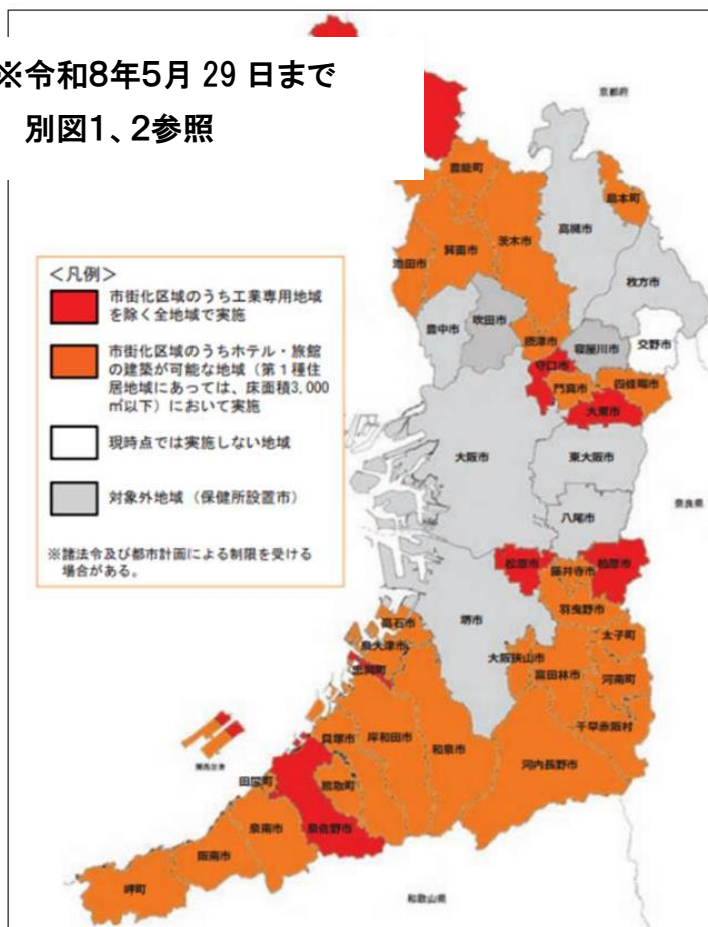 ※令和8年5月29日まで
別図1、2参照
京都府
豊能町
島本町
高槻市
茨木市
箕面市
池田市
枚方市
吹田市
豊中市
交野市
寝屋川市
摂津市
守口市
門真市
四條畷市
大東市
<凡例>
市街化区域のうち工業専用地域
を除く全地域で実施
市街化区域のうちホテル・旅館
の建築が可能な地域(第1種住
居地域にあっては、床面積3,000
㎡以下)において実施
現時点では実施しない地域
対象外地域(保健所設置市)
※諸法令及び都市計画による制限を受ける
場合がある。
大阪市
東大阪市
奈良県
八尾市
松原市
柏原市
藤井寺市
羽曳野市
堺市
高石市
太子町
泉大津市
忠岡町
大阪狭山市
富田林市
河南町
千早赤阪村
貝塚市
岸和田市
和泉市
河内長野市
関西空港
田尻町
熊取町
泉佐野市
泉南市
阪南市
岬町
和歌山県